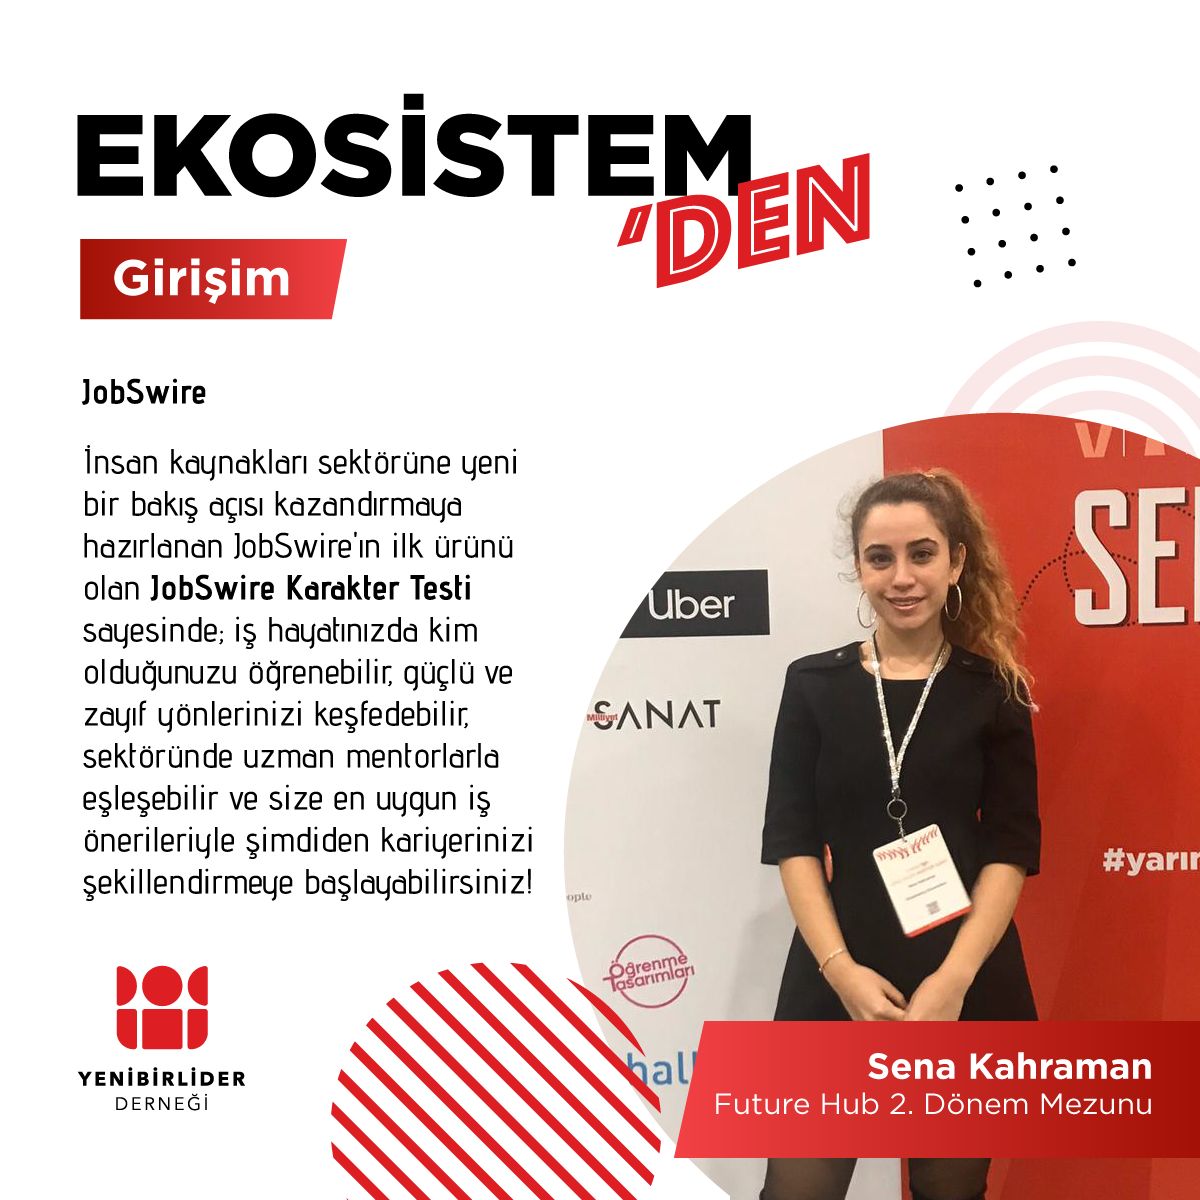 EKOSİSTEM
'DEN
Girişim
JobSwire
İnsan kaynakları sektörüne yeni
bir bakış açısı kazandırmaya
hazırlanan JobSwire'ın ilk ürünü
olan JobSwire Karakter Testi
sayesinde; iş hayatınızda kim
olduğunuzu öğrenebilir, güçlü ve
zayıf yönlerinizi keşfedebilir,
sektöründe uzman mentorlarla
eşleşebilir ve size en uygun iş
önerileriyle şimdiden kariyerinizi
şekillendirmeye başlayabilirsiniz!
YENİBİRLİDER
DERNEĞİ
Uber
Milliyet SANAT
Öğrenme
Tasarımları
hall
SE
#yarın
Sena Kahraman
Future Hub 2. Dönem Mezunu